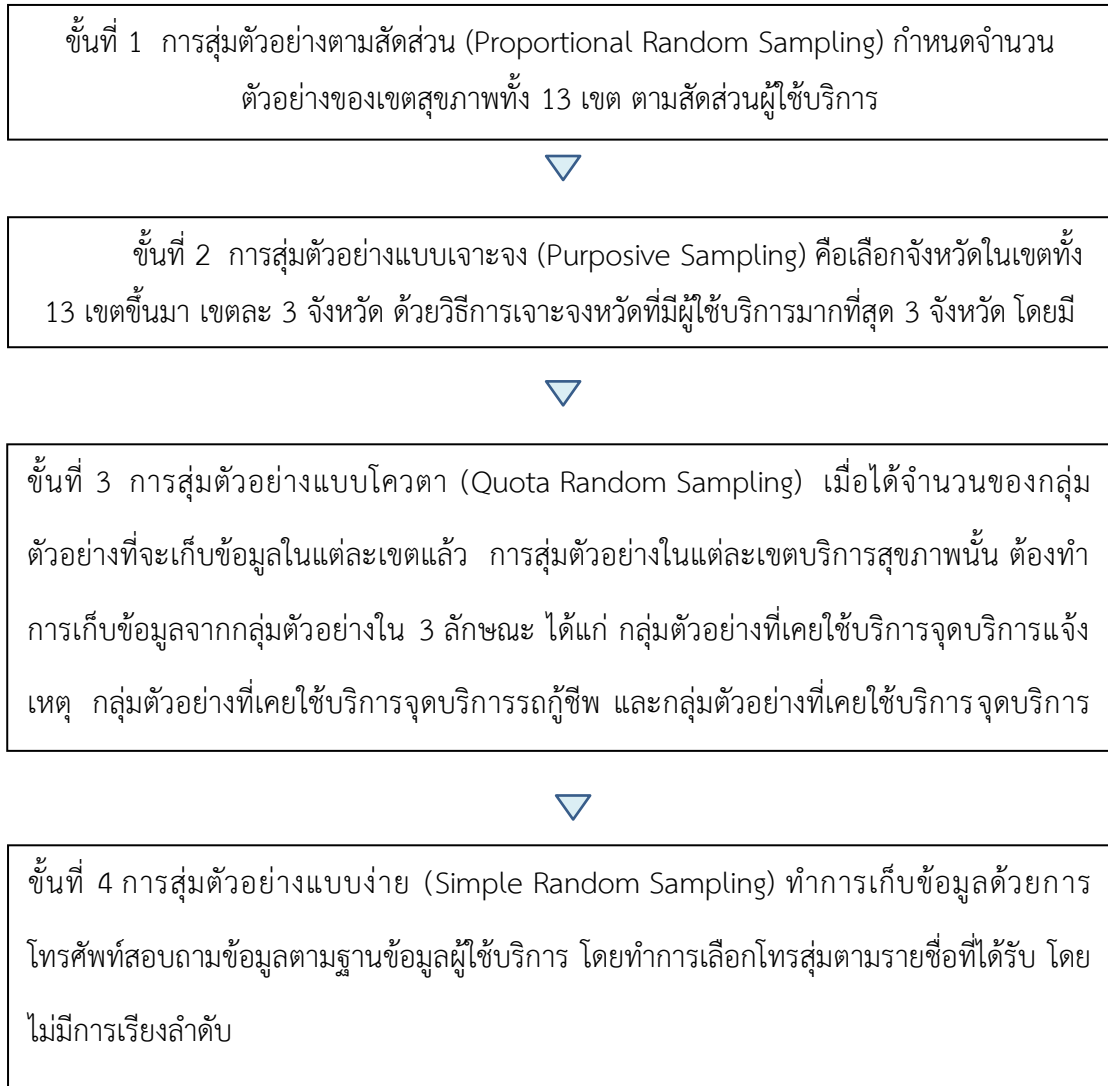 ขั้นที่ 1 การสุ่มตัวอย่างตามสัดส่วน (Proportional Random Sampling) กำหนดจำนวน
ตัวอย่างของเขตสุขภาพทั้ง 13 เขต ตามสัดส่วนผู้ใช้บริการ
ขั้นที่ 2 การสุ่มตัวอย่างแบบเจาะจง (Purposive Sampling) คือเลือกจังหวัดในเขตทั้ง
13 เขตขึ้นมา เขตละ 3 จังหวัด ด้วยวิธีการเจาะจงหวัดที่มีผู้ใช้บริการมากที่สุด 3 จังหวัด โดยมี
ขั้นที่ 3 การสุ่มตัวอย่างแบบโควตา (Quota Random Sampling) เมื่อได้จำนวนของกลุ่ม
ตัวอย่างที่จะเก็บข้อมูลในแต่ละเขตแล้ว การสุ่มตัวอย่างในแต่ละเขตบริการสุขภาพนั้น ต้องทำ
การเก็บข้อมูลจากกลุ่มตัวอย่างใน 3 ลักษณะ ได้แก่ กลุ่มตัวอย่างที่เคยใช้บริการจุดบริการแจ้ง
เหตุ กลุ่มตัวอย่างที่เคยใช้บริการจุดบริการรถกู้ชีพ และกลุ่มตัวอย่างที่เคยใช้บริการจุดบริการ
ขั้นที่ 4 การสุ่มตัวอย่างแบบง่าย (Simple Random Sampling) ทำการเก็บข้อมูลด้วยการ
โทรศัพท์สอบถามข้อมูลตามฐานข้อมูลผู้ใช้บริการ โดยทำการเลือกโทรสุ่มตามรายชื่อที่ได้รับ โดย
ไม่มีการเรียงลำดับ